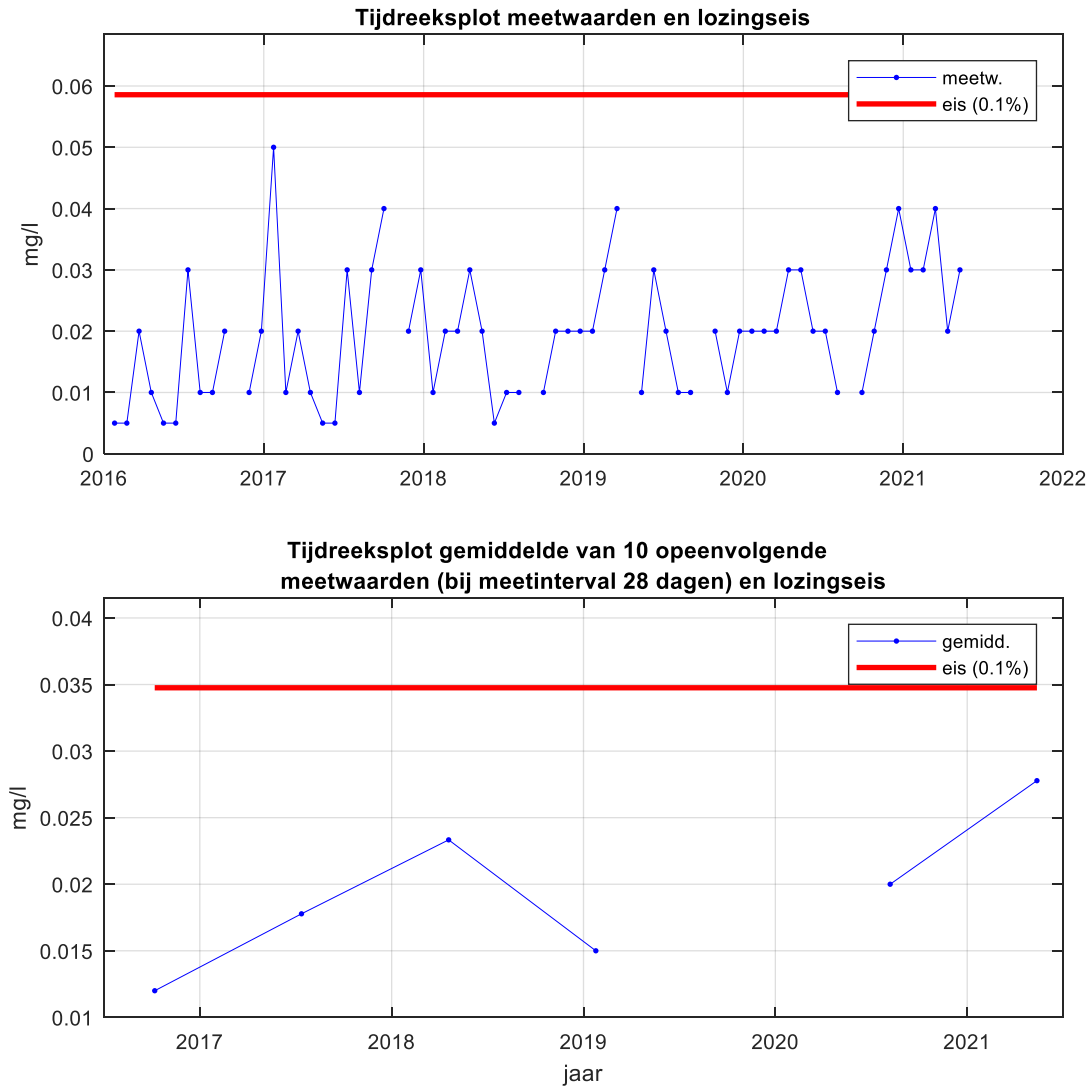 Tijdreeksplot meetwaarden en lozingseis
meetw.
eis (0.1%)
mg/l
0.06
0.05
0.04
0.03
0.02
0.01
0
2016 2017 2018 2019 2020 2021 2022
Tijdreeksplot gemiddelde van 10 opeenvolgende
meetwaarden (bij meetinterval 28 dagen) en lozingseis
gemidd.
eis (0.1%)
mg/l
0.04
0.035
0.03
0.025
0.02
0.015
0.01
2017 2018 2019 2020 2021
jaar